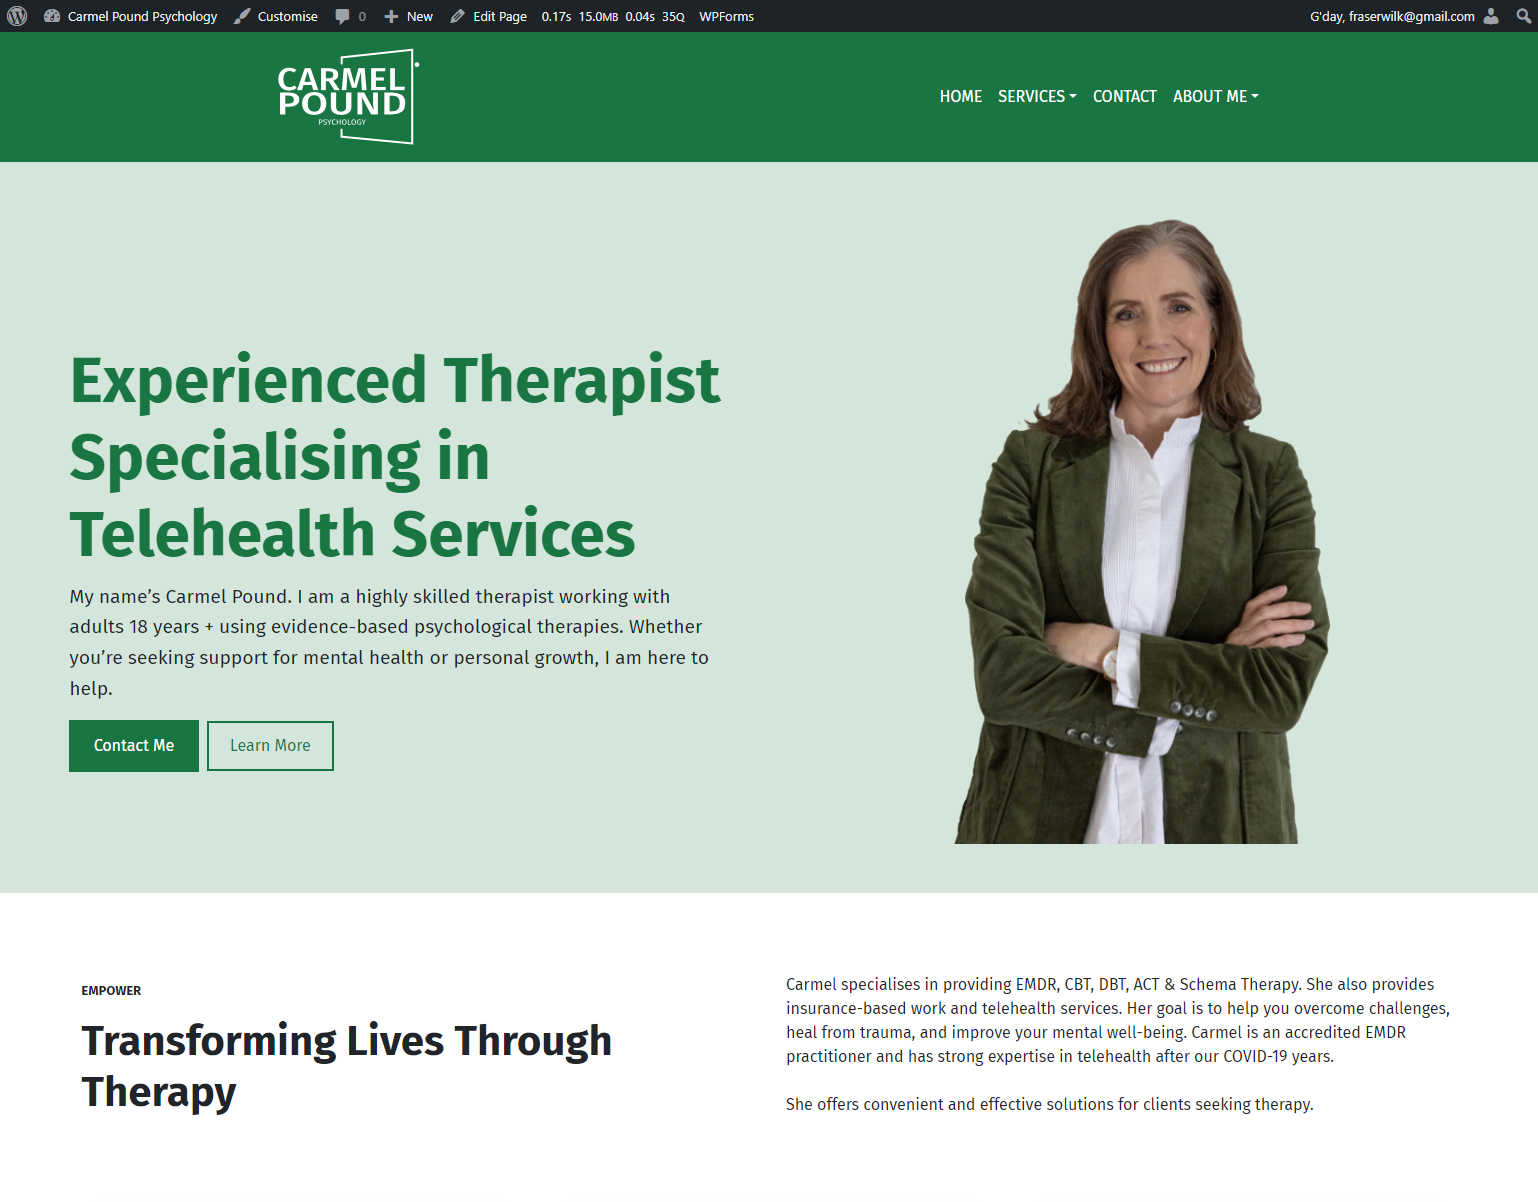 Carmel Pound Psychology Customise 0 New Edit Page 0.17s 15.0MB 0.04s 35Q WPForms G'day, fraserwilk@gmail.com
CARMEL
POUND
PSYCHOLOGY
HOME SERVICES CONTACT ABOUT ME
Experienced Therapist
Specialising in
Telehealth Services
My name’s Carmel Pound. I am a highly skilled therapist working with
adults 18 years + using evidence-based psychological therapies. Whether
you’re seeking support for mental health or personal growth, I am here to
help.
Contact Me Learn More
EMPOWER
Transforming Lives Through
Therapy
Carmel specialises in providing EMDR, CBT, DBT, ACT & Schema Therapy. She also provides
insurance-based work and telehealth services. Her goal is to help you overcome challenges,
heal from trauma, and improve your mental well-being. Carmel is an accredited EMDR
practitioner and has strong expertise in telehealth after our COVID-19 years.
She offers convenient and effective solutions for clients seeking therapy.